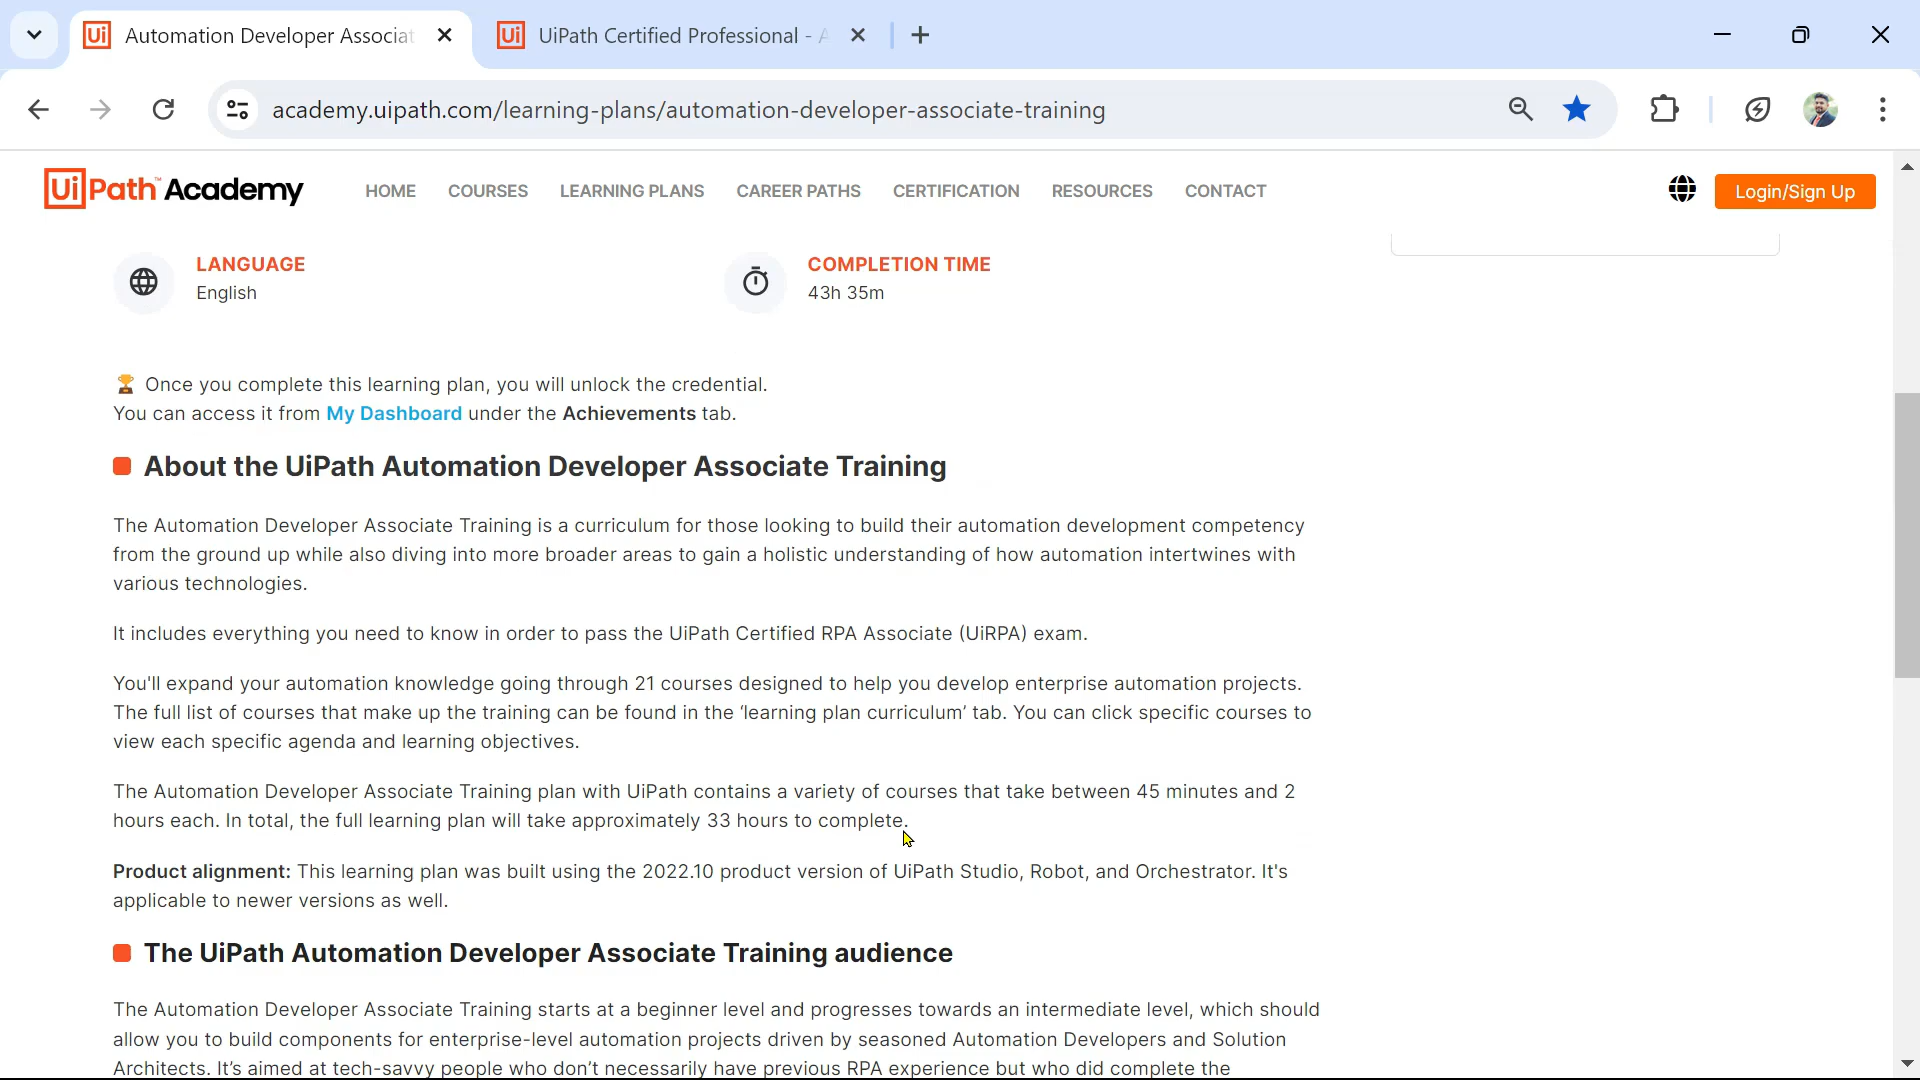 Automation Developer Associat
UiPath Certified Professional - A
academy.uipath.com/learning-plans/automation-developer-associate-training
UiPath™ Academy
HOME
COURSES
LEARNING PLANS
CAREER PATHS
CERTIFICATION
RESOURCES
CONTACT
Login/Sign Up
LANGUAGE
English
COMPLETION TIME
43h 35m
🏆 Once you complete this learning plan, you will unlock the credential.
You can access it from My Dashboard under the Achievements tab.
About the UiPath Automation Developer Associate Training
The Automation Developer Associate Training is a curriculum for those looking to build their automation development competency
from the ground up while also diving into more broader areas to gain a holistic understanding of how automation intertwines with
various technologies.
It includes everything you need to know in order to pass the UiPath Certified RPA Associate (UiRPA) exam.
You'll expand your automation knowledge going through 21 courses designed to help you develop enterprise automation projects.
The full list of courses that make up the training can be found in the ‘learning plan curriculum’ tab. You can click specific courses to
view each specific agenda and learning objectives.
The Automation Developer Associate Training plan with UiPath contains a variety of courses that take between 45 minutes and 2
hours each. In total, the full learning plan will take approximately 33 hours to complete.
Product alignment: This learning plan was built using the 2022.10 product version of UiPath Studio, Robot, and Orchestrator. It's
applicable to newer versions as well.
The UiPath Automation Developer Associate Training audience
The Automation Developer Associate Training starts at a beginner level and progresses towards an intermediate level, which should
allow you to build components for enterprise-level automation projects driven by seasoned Automation Developers and Solution
Architects. It’s aimed at tech-savvy people who don’t necessarily have previous RPA experience but who did complete the